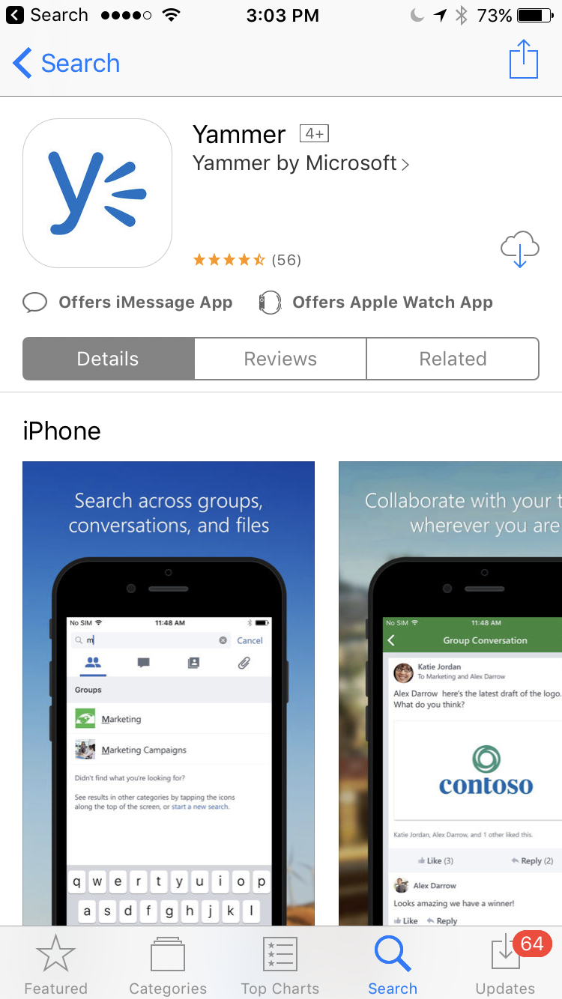 Search 3:03 PM 73%
Search
Yammer 4+
Yammer by Microsoft
(56)
Offers iMessage App Offers Apple Watch App
Details Reviews Related
iPhone
Search across groups,
conversations, and files
No SIM 11:48 AM
m Cancel
Groups
Marketing
Marketing Campaigns
Didn't find what you're looking for?
See results in other categories by tapping the icons
along the top of the screen, or start a new search.
q w e r t y u i o p
a s d f g h j k l
Collaborate with your t
wherever you are
No SIM 11:48 AM
Group Conversation
Katie Jordan
To Marketing and Alex Darrow
Alex Darrow here's the latest draft of the logo.
What do you think?
contoso
Katie Jordan, Alex Darrow, and 1 other liked this.
Like (3) Reply (2)
Alex Darrow
Looks amazing we have a winner!
Like Reply
Featured Categories Top Charts Search Updates 64